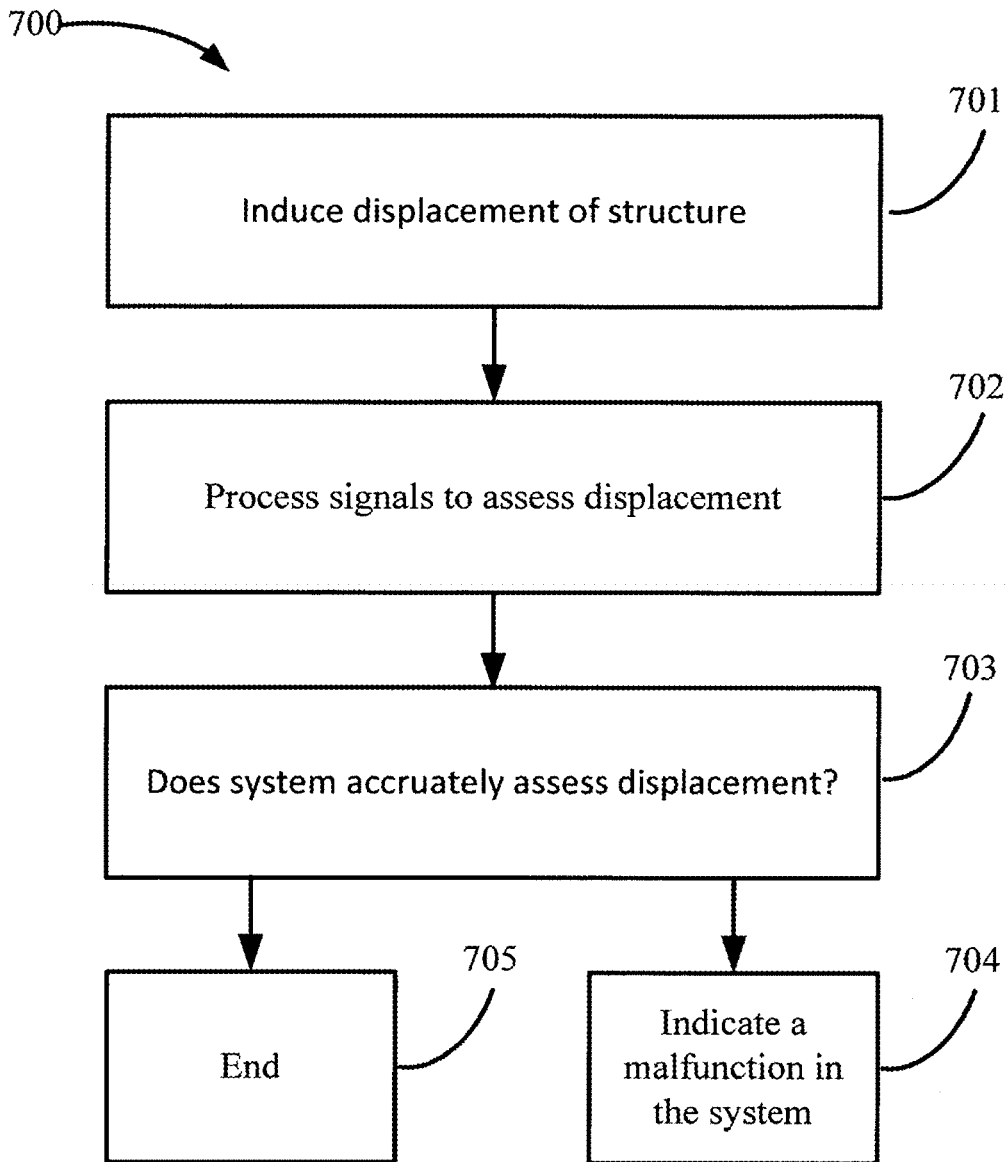 700
701
Induce displacement of structure
702
Process signals to assess displacement
703
Does system accruately assess displacement?
705
End
704
Indicate a
malfunction in
the system